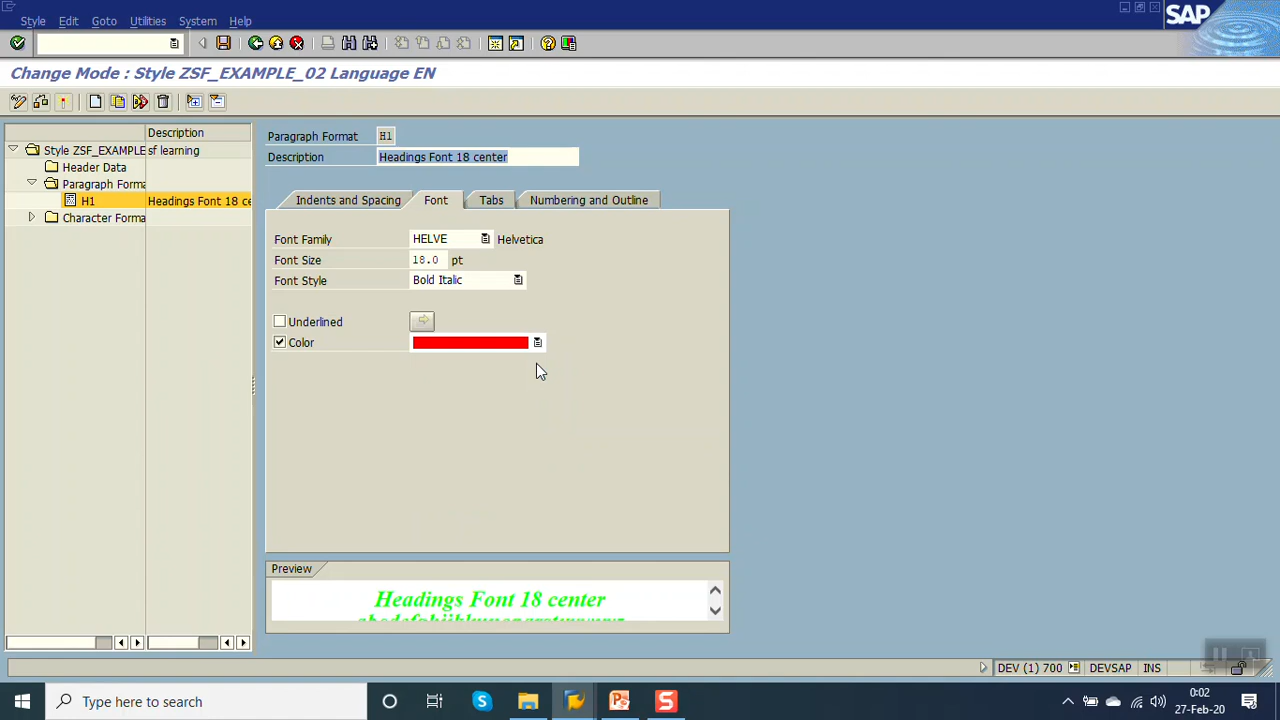 Style Edit Goto Utilities System Help
SAP
Change Mode : Style ZSF_EXAMPLE_02 Language EN
Description
Style ZSF_EXAMPLE sf learning
Header Data
Paragraph Forma
H1 Headings Font 18 ce
Character Forma
Paragraph Format H1
Description Headings Font 18 center
Indents and Spacing Font Tabs Numbering and Outline
Font Family HELVE Helvetica
Font Size 18.0 pt
Font Style Bold Italic
Underlined
Color
Preview
Headings Font 18 center
DEV (1) 700 DEVSAP INS
Type here to search
0:02
27-Feb-20